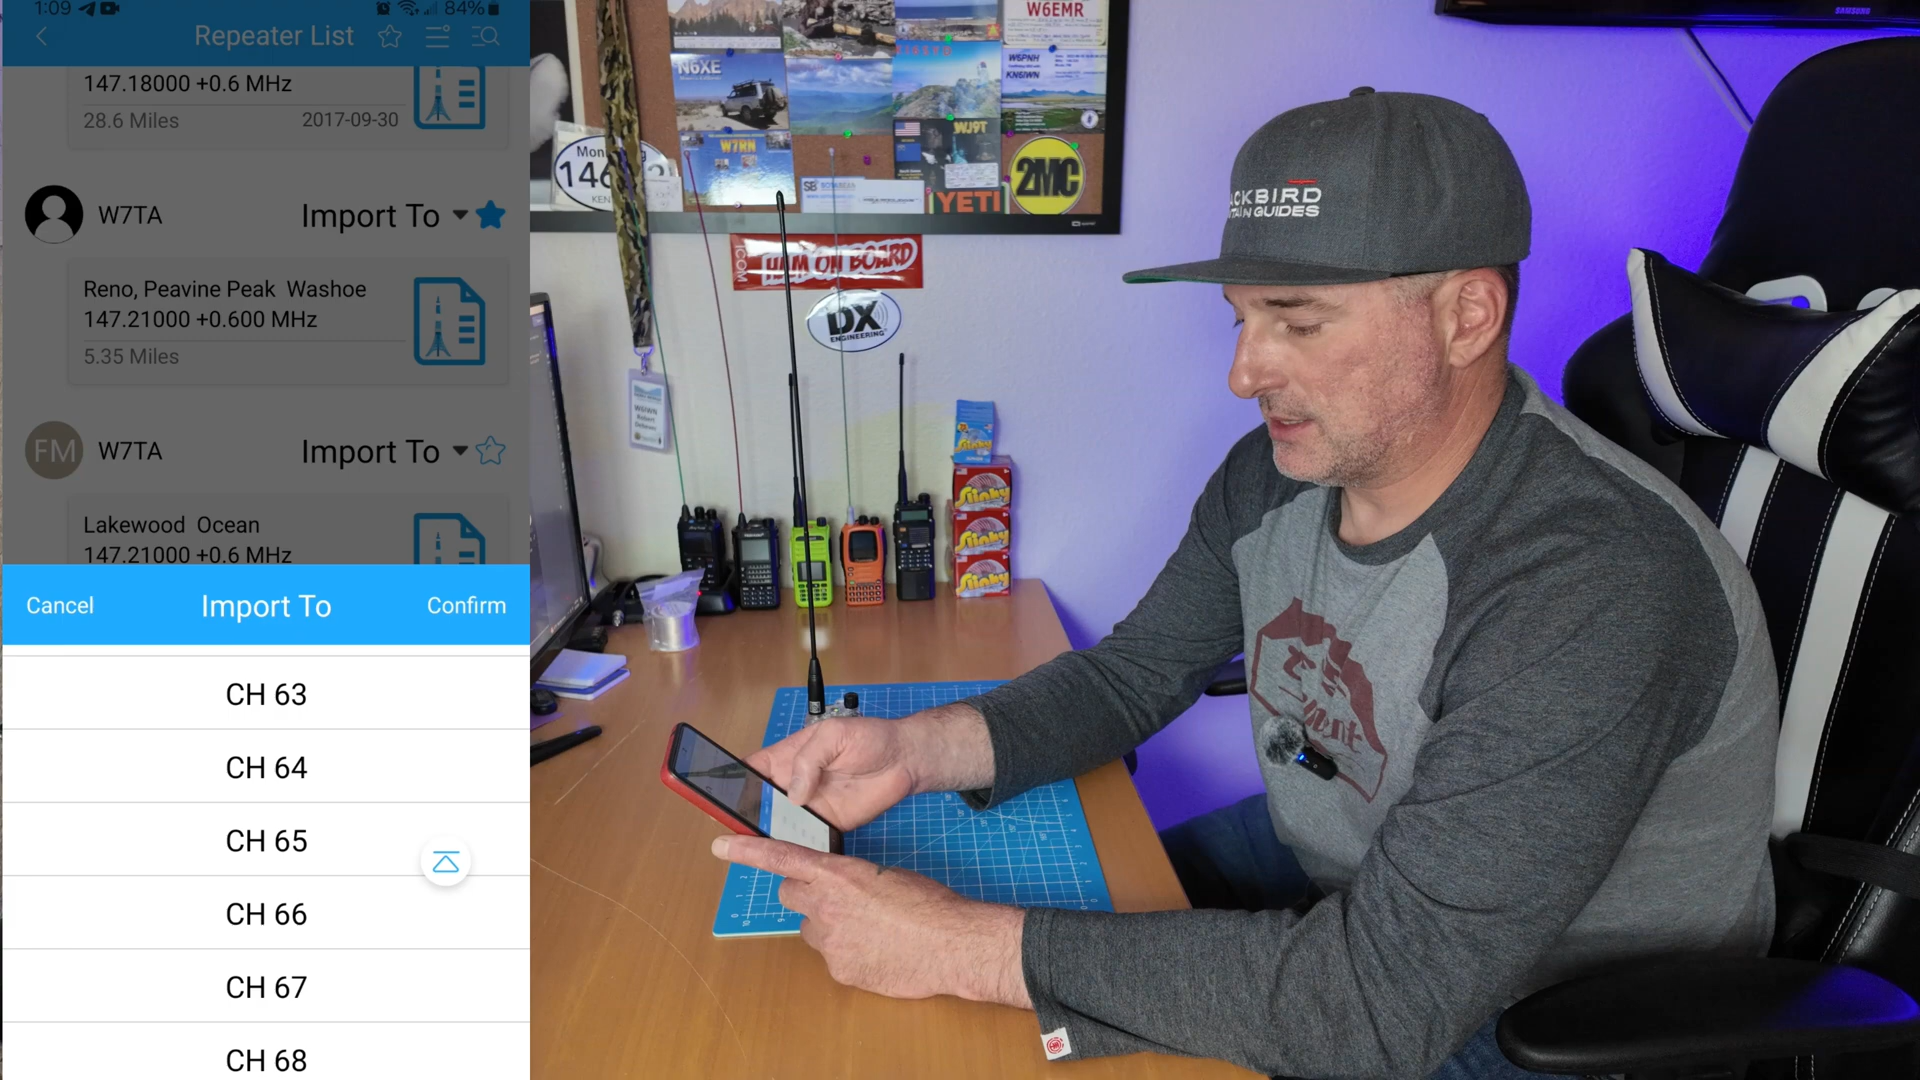 1:09
84%
Repeater List
147.18000 +0.6 MHz
28.6 Miles
2017-09-30
W7TA
Import To
Reno, Peavine Peak Washoe
147.21000 +0.600 MHz
5.35 Miles
FM
W7TA
Import To
Lakewood Ocean
147.21000 +0.6 MHz
Cancel
Import To
Confirm
CH 63
CH 64
CH 65
CH 66
CH 67
CH 68
W6EMR
W6PNH
KN6IWN
N6XE
WJ9T
W7RN
2MC
YETI
ICOM
HAM ON BOARD
DX
ENGINEERING
Slinky
Slinky
Slinky
SAMSUNG